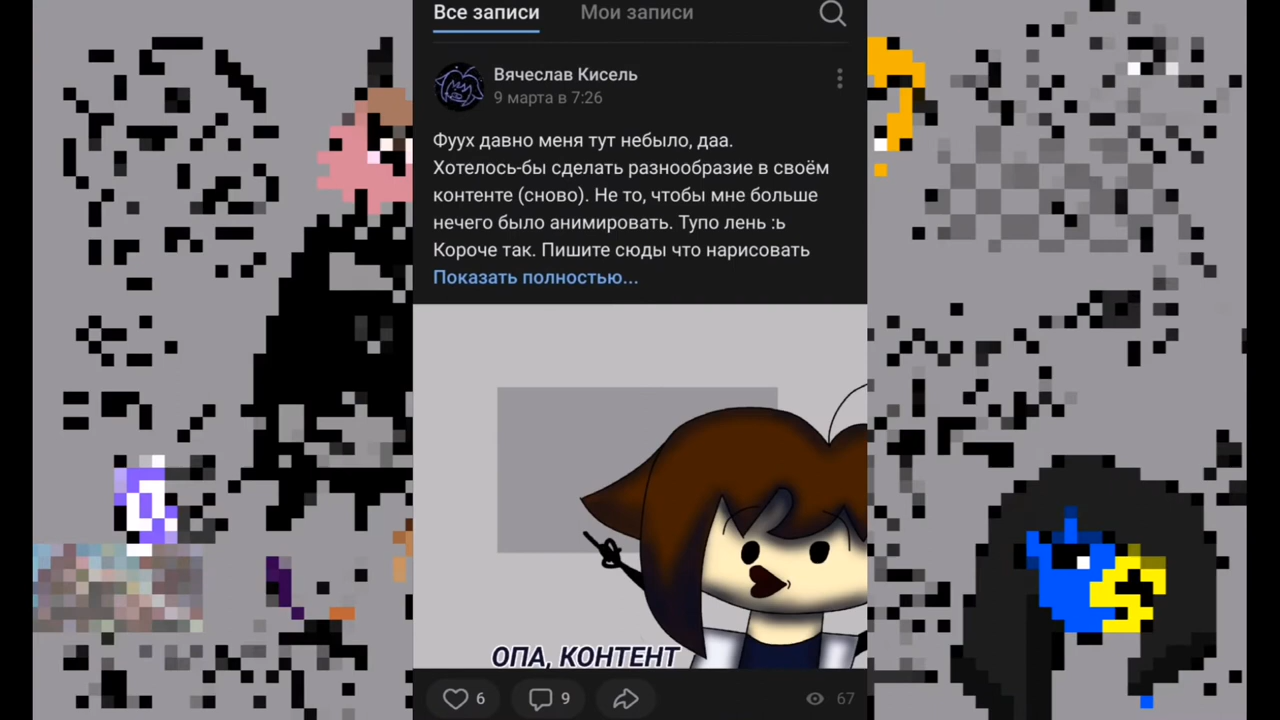 Все записи
Мои записи
Вячеслав Кисель
9 марта в 7:26
Фуух давно меня тут небыло, даа.
Хотелось-бы сделать разнообразие в своём
контенте (сново). Не то, чтобы мне больше
нечего было анимировать. Тупо лень :ь
Короче так. Пишите сюды что нарисовать
Показать полностью...
ОПА, КОНТЕНТ
6
9
67